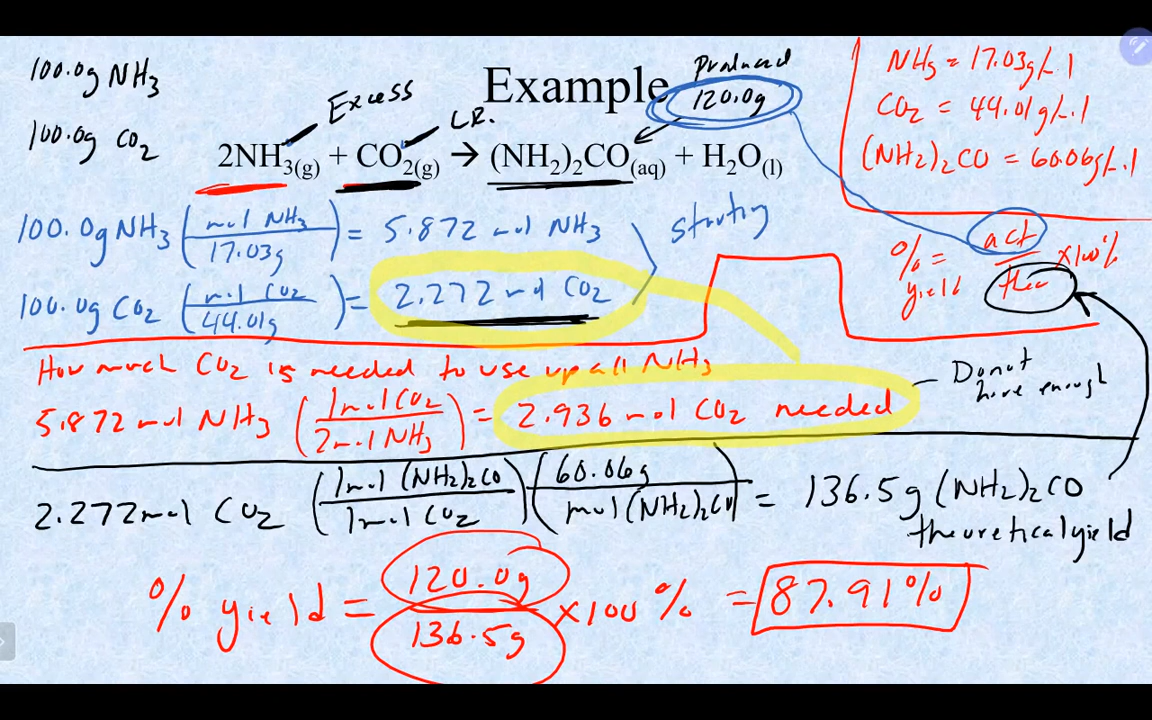 100.0g NH3
100.0g CO2
Excess
Example
Produced
120.0g
L.R.
2NH3(g) + CO2(g) → (NH2)2CO(aq) + H2O(l)
NH3 = 17.03g/mol
CO2 = 44.01g/mol
(NH2)2CO = 60.06g/mol
100.0g NH3 (mol NH3/17.03g) = 5.872 mol NH3
100.0g CO2 (mol CO2/44.01g) = 2.272 mol CO2
starting
% yield = act/theo ×100%
How much CO2 is needed to use up all NH3
5.872 mol NH3 (1mol CO2/2mol NH3) = 2.936 mol CO2 needed
Do not
have enough
2.272mol CO2 (1mol (NH2)2CO/1mol CO2)(60.06g/mol (NH2)2CO) = 136.5g (NH2)2CO
theoretical yield
% yield = 120.0g/136.5g ×100% = 87.91%